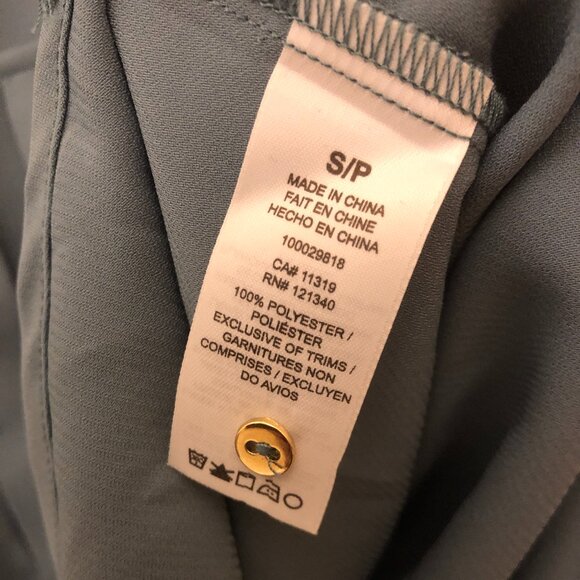 S/P
MADE IN CHINA
FAIT EN CHINE
HECHO EN CHINA
100029818
CA# 11319
RN# 121340
100% POLYESTER /
POLIÉSTER
EXCLUSIVE OF TRIMS /
GARNITURES NON
COMPRISES / EXCLUYEN
DO AVIOS